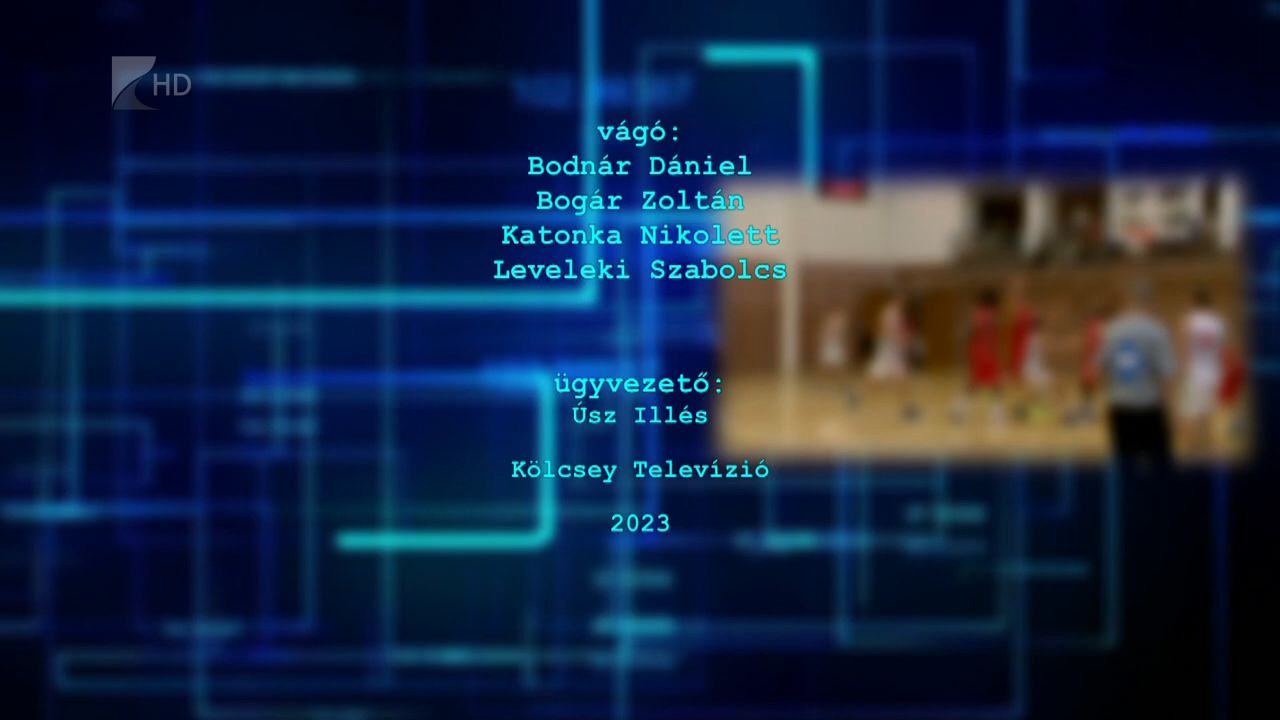 HD
vágó:
Bodnár Dániel
Bogár Zoltán
Katonka Nikolett
Leveleki Szabolcs
ügyvezető:
Úsz Illés
Kölcsey Televízió
2023